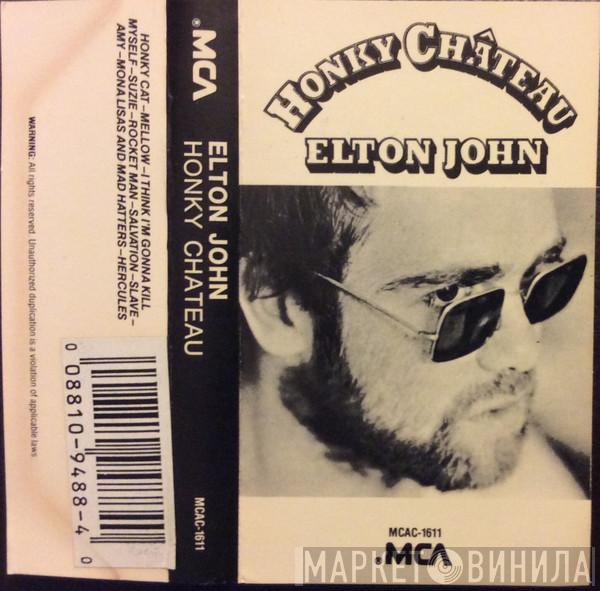 HONKY CHÂTEAU
ELTON JOHN
MCAC-1611
MCA
МАРКЕТ ВИНИЛА
MCA
ELTON JOHN
HONKY CHATEAU
MCAC-1611
HONKY CAT–MELLOW–I THINK I'M GONNA KILL
MYSELF–SUZIE–ROCKET MAN–SALVATION–SLAVE–
AMY–MONA LISAS AND MAD HATTERS–HERCULES
WARNING: All rights reserved. Unauthorized duplication is a violation of applicable laws
0 08810-9488-4 0